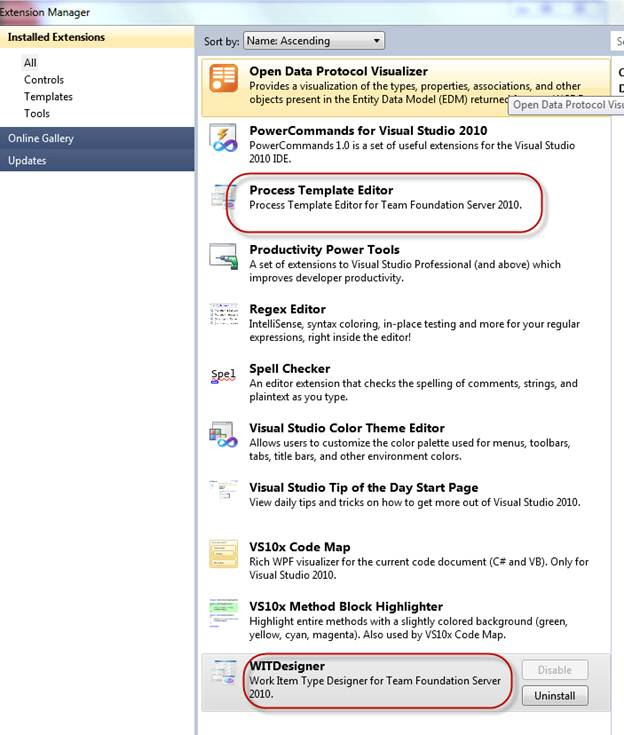 Extension Manager
Installed Extensions
All
Controls
Templates
Tools
Online Gallery
Updates
Sort by: Name: Ascending
Open Data Protocol Visualizer
Provides a visualization of the types, properties, associations, and other
objects present in the Entity Data Model (EDM) returned
Open Data Protocol Visu
PowerCommands for Visual Studio 2010
PowerCommands 1.0 is a set of useful extensions for the Visual Studio
2010 IDE.
Process Template Editor
Process Template Editor for Team Foundation Server 2010.
Productivity Power Tools
A set of extensions to Visual Studio Professional (and above) which
improves developer productivity.
Regex Editor
IntelliSense, syntax coloring, in-place testing and more for your regular
expressions, right inside the editor!
Spel
Spell Checker
An editor extension that checks the spelling of comments, strings, and
plaintext as you type.
Visual Studio Color Theme Editor
Allows users to customize the color palette used for menus, toolbars,
tabs, title bars, and other environment colors.
Visual Studio Tip of the Day Start Page
View daily tips and tricks on how to get more out of Visual Studio 2010.
VS10x Code Map
Rich WPF visualizer for the current code document (C# and VB). Only for
Visual Studio 2010.
VS10x Method Block Highlighter
Highlight entire methods with a slightly colored background (green,
yellow, cyan, magenta). Also used by VS10x Code Map.
WITDesigner
Work Item Type Designer for Team Foundation Server
2010.
Disable
Uninstall